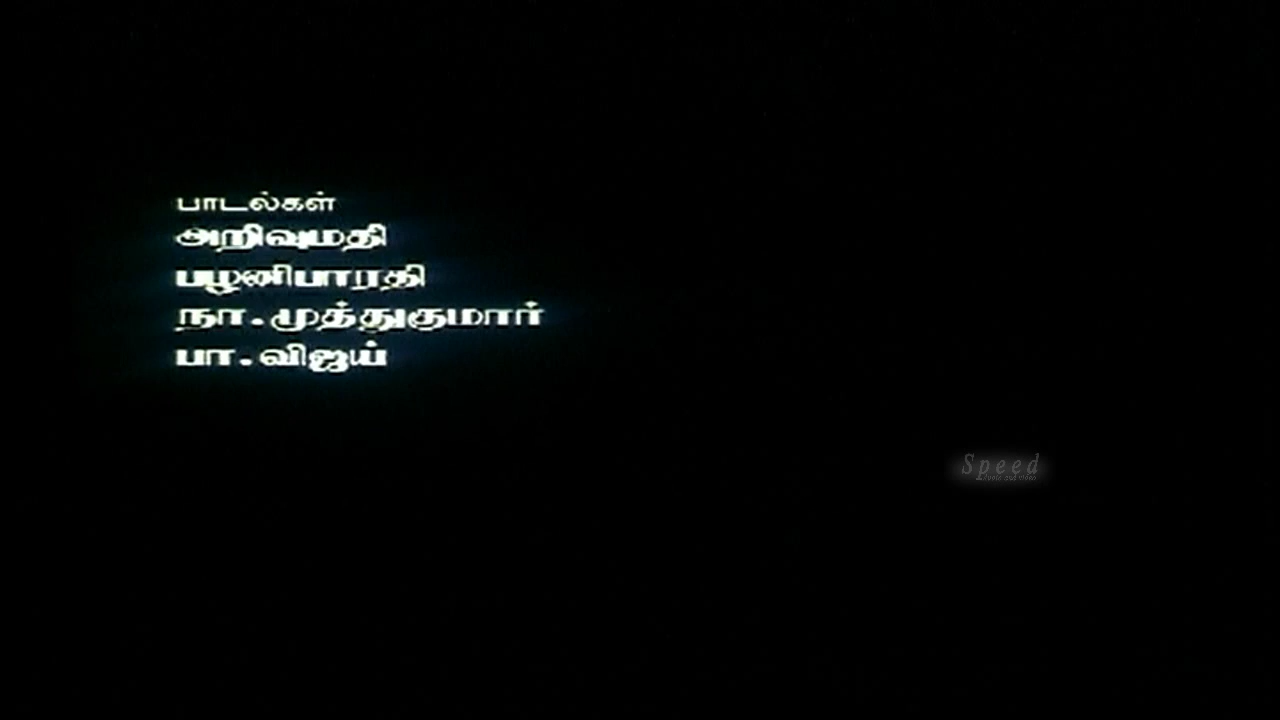 பாடல்கள்
அறிவுமதி
பழனிபாரதி
நா.முத்துகுமார்
பா.விஜய்
Speed